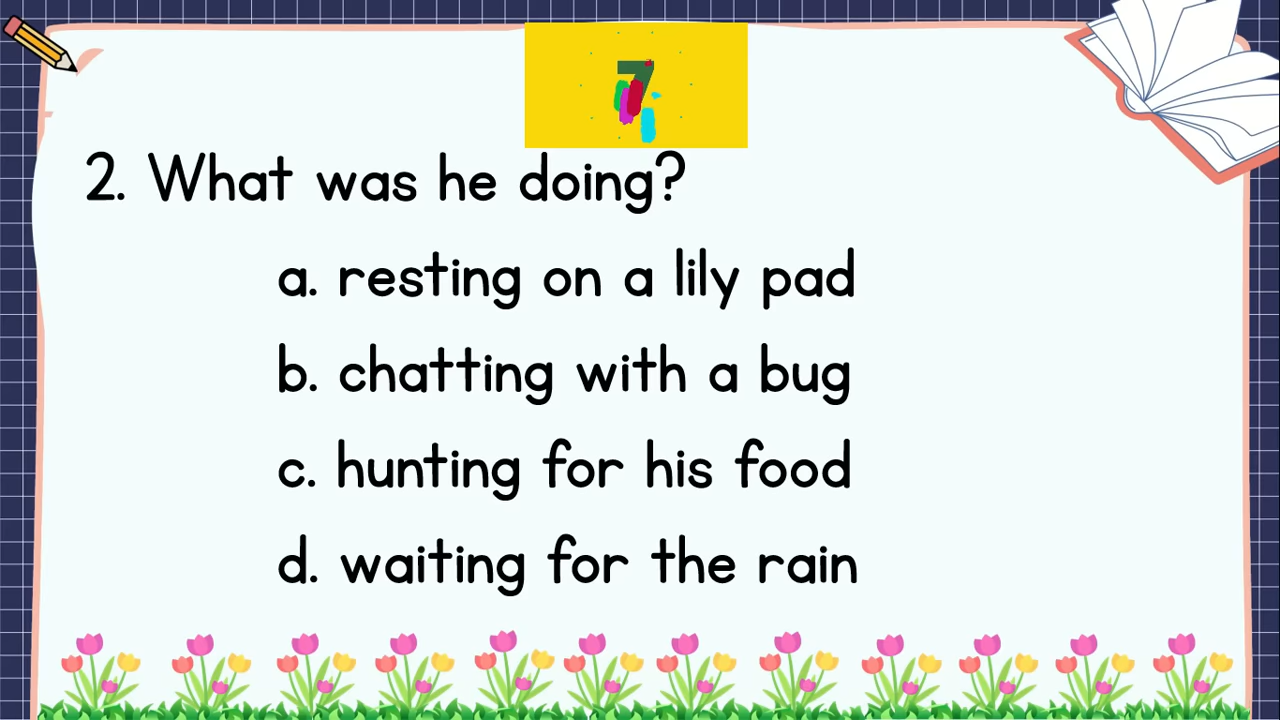 7
2. What was he doing?
a. resting on a lily pad
b. chatting with a bug
c. hunting for his food
d. waiting for the rain